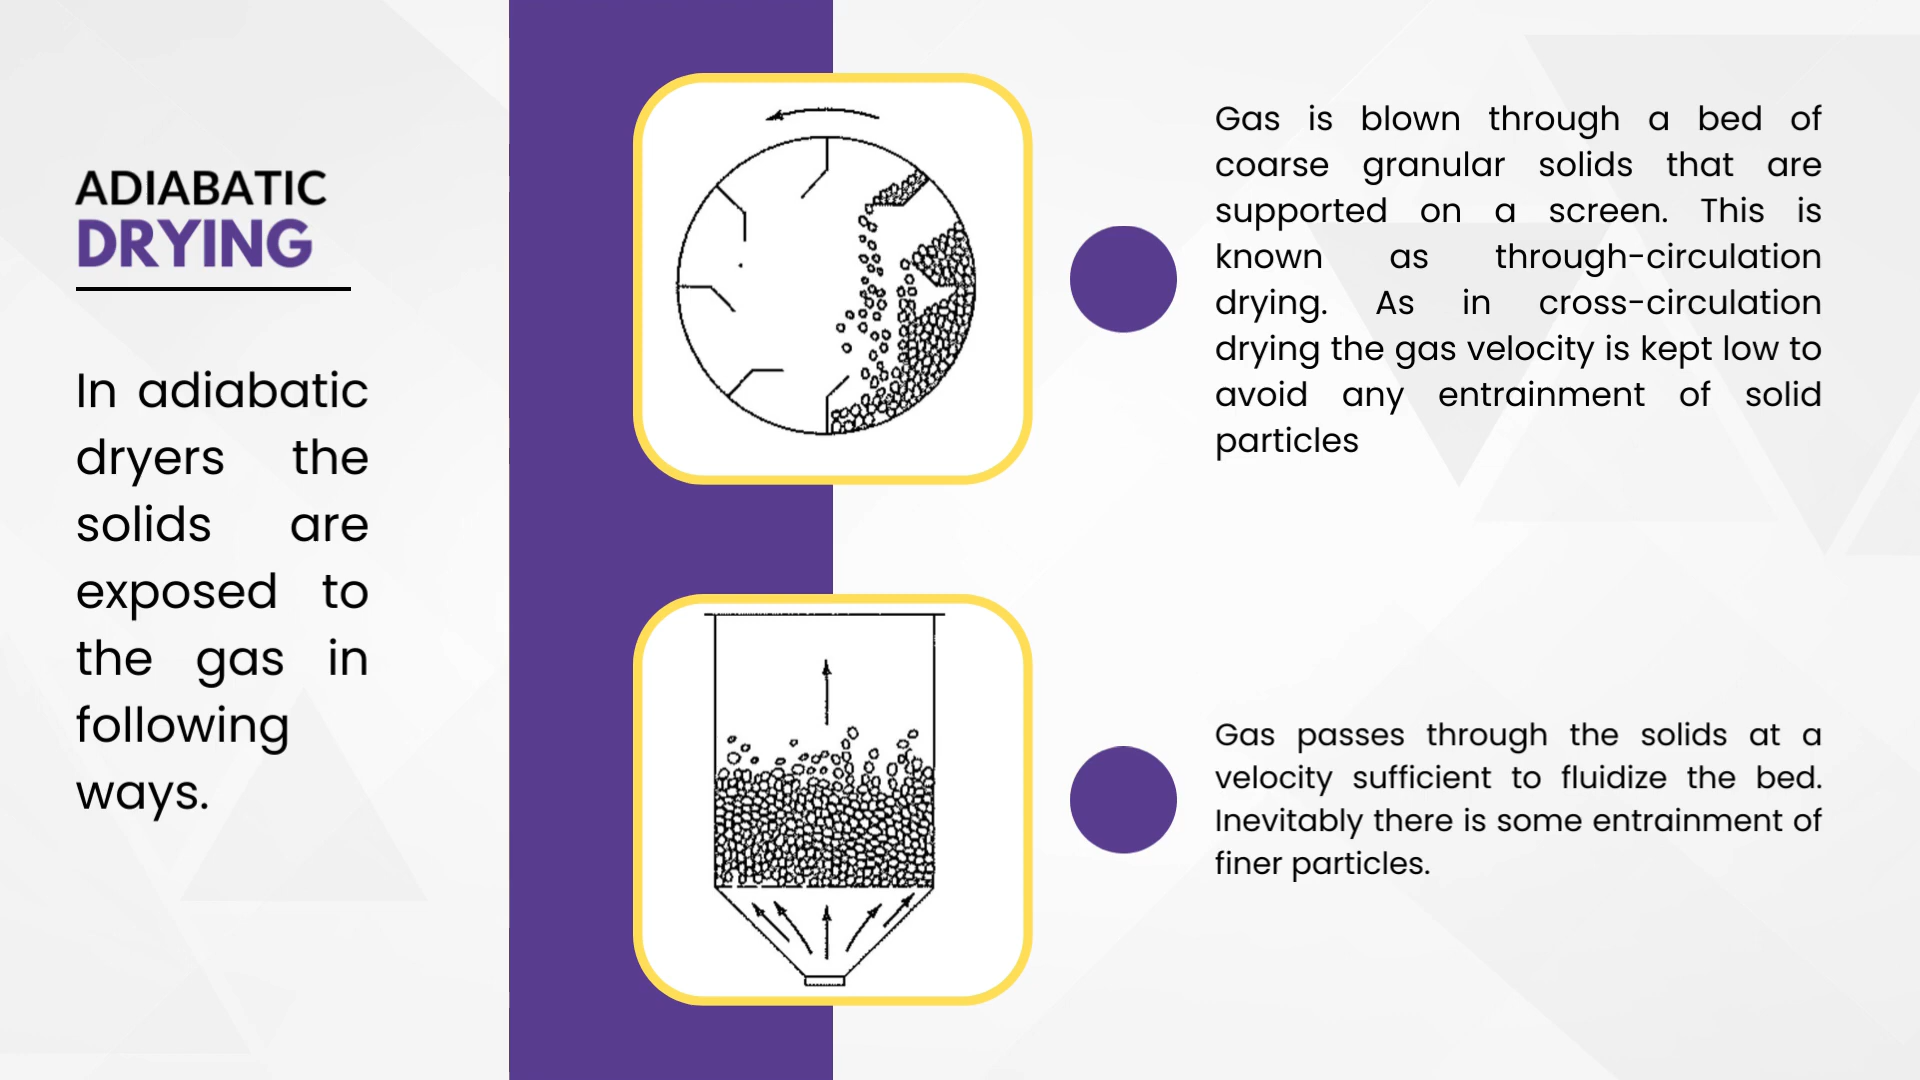 ADIABATIC
DRYING
In adiabatic
dryers the
solids are
exposed to
the gas in
following
ways.
Gas is blown through a bed of
coarse granular solids that are
supported on a screen. This is
known as through-circulation
drying. As in cross-circulation
drying the gas velocity is kept low to
avoid any entrainment of solid
particles
Gas passes through the solids at a
velocity sufficient to fluidize the bed.
Inevitably there is some entrainment of
finer particles.